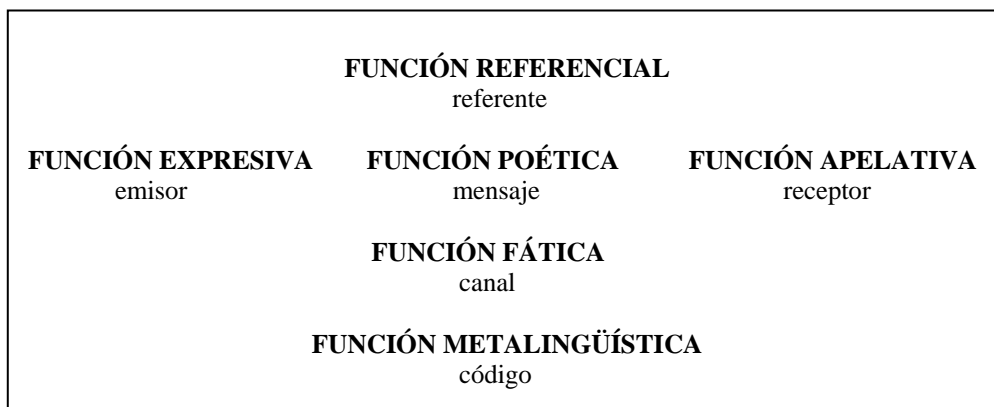 FUNCIÓN REFERENCIAL
referente
FUNCIÓN EXPRESIVA FUNCIÓN POÉTICA FUNCIÓN APELATIVA
emisor mensaje receptor
FUNCIÓN FÁTICA
canal
FUNCIÓN METALINGÜÍSTICA
código